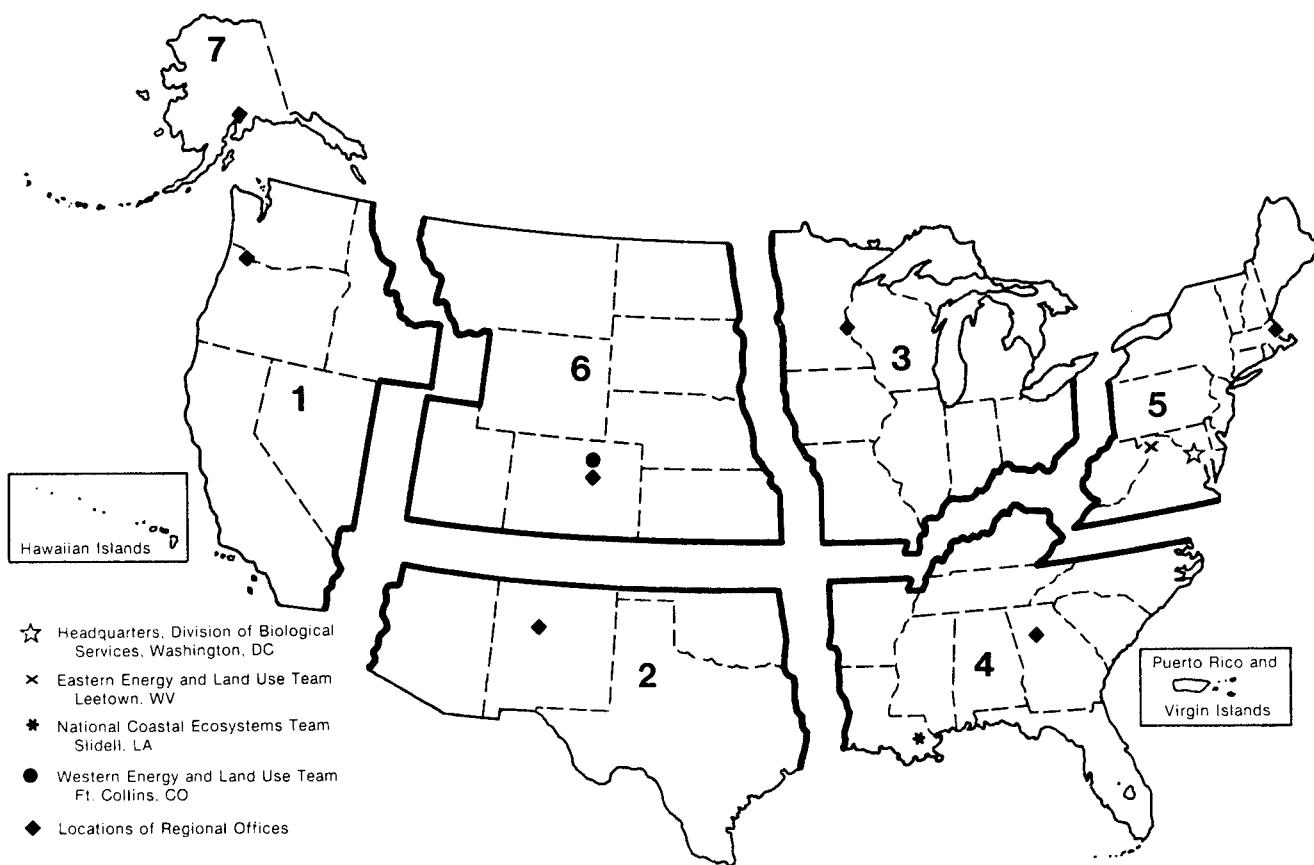 7
1
6
3
5
2
4
Hawaiian Islands
Headquarters, Division of Biological
Services, Washington, DC
Eastern Energy and Land Use Team
Leetown, WV
National Coastal Ecosystems Team
Slidell, LA
Western Energy and Land Use Team
Ft. Collins, CO
Locations of Regional Offices
Puerto Rico and
Virgin Islands